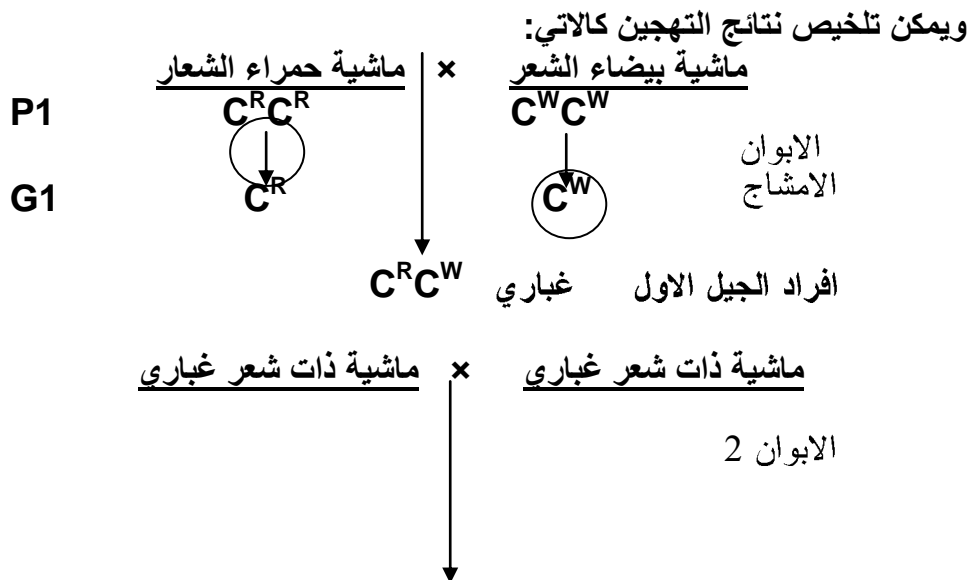 ويمكن تلخيص نتائج التهجين كالاتي:
ماشية بيضاء الشعر × ماشية حمراء الشعار
P1 CᴿCᴿ CᵂCᵂ
الابوان
G1 Cᴿ Cᵂ الامشاج
افراد الجيل الاول غباري CᴿCᵂ
ماشية ذات شعر غباري × ماشية ذات شعر غباري
الابوان 2